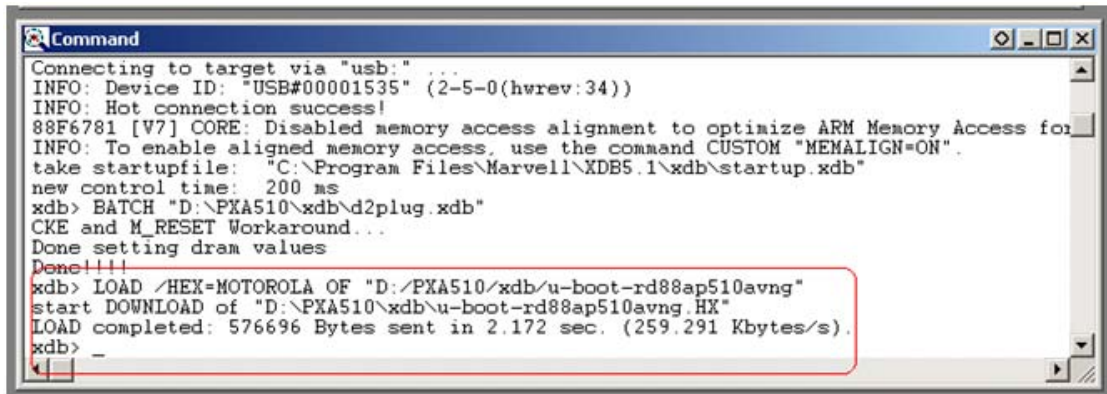 Command
Connecting to target via "usb:" ...
INFO: Device ID: "USB#00001535" (2-5-0(hwrev:34))
INFO: Hot connection success!
88F6781 [V7] CORE: Disabled memory access alignment to optimize ARM Memory Access for
INFO: To enable aligned memory access, use the command CUSTOM "MEMALIGN=ON".
take startupfile:  "C:\Program Files\Marvell\XDB5.1\xdb\startup.xdb"
new control time:  200 ms
xdb> BATCH "D:\PXA510\xdb\d2plug.xdb"
CKE and M_RESET Workaround...
Done setting dram values
Done!!!!
xdb> LOAD /HEX=MOTOROLA OF "D:/PXA510/xdb/u-boot-rd88ap510avng"
start DOWNLOAD of "D:\PXA510\xdb\u-boot-rd88ap510avng.HX"
LOAD completed: 576696 Bytes sent in 2.172 sec. (259.291 Kbytes/s).
xdb> _